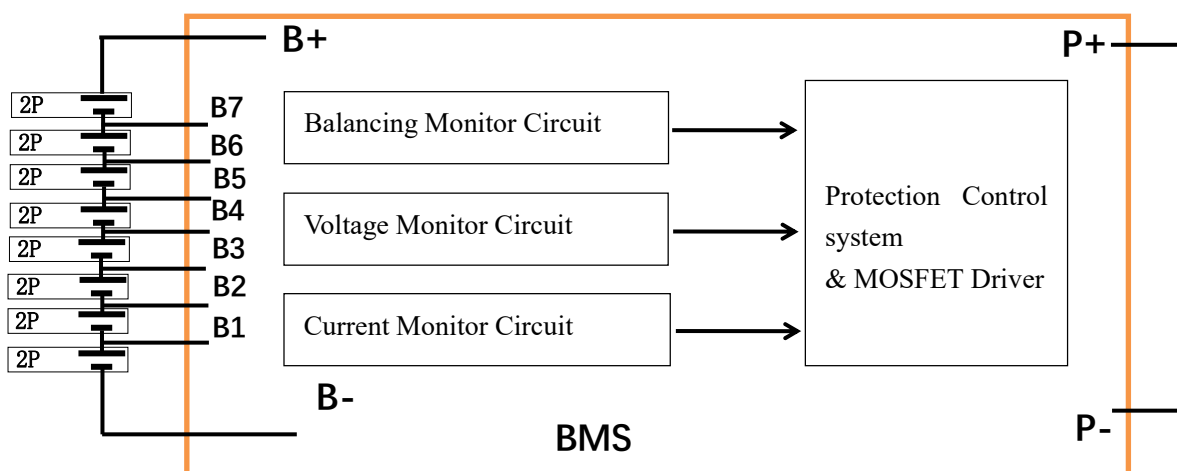 B+
P+
2P
B7
2P
B6
2P
B5
2P
B4
2P
B3
2P
B2
2P
B1
2P
Balancing Monitor Circuit
Voltage Monitor Circuit
Current Monitor Circuit
Protection Control
system
& MOSFET Driver
B-
P-
BMS